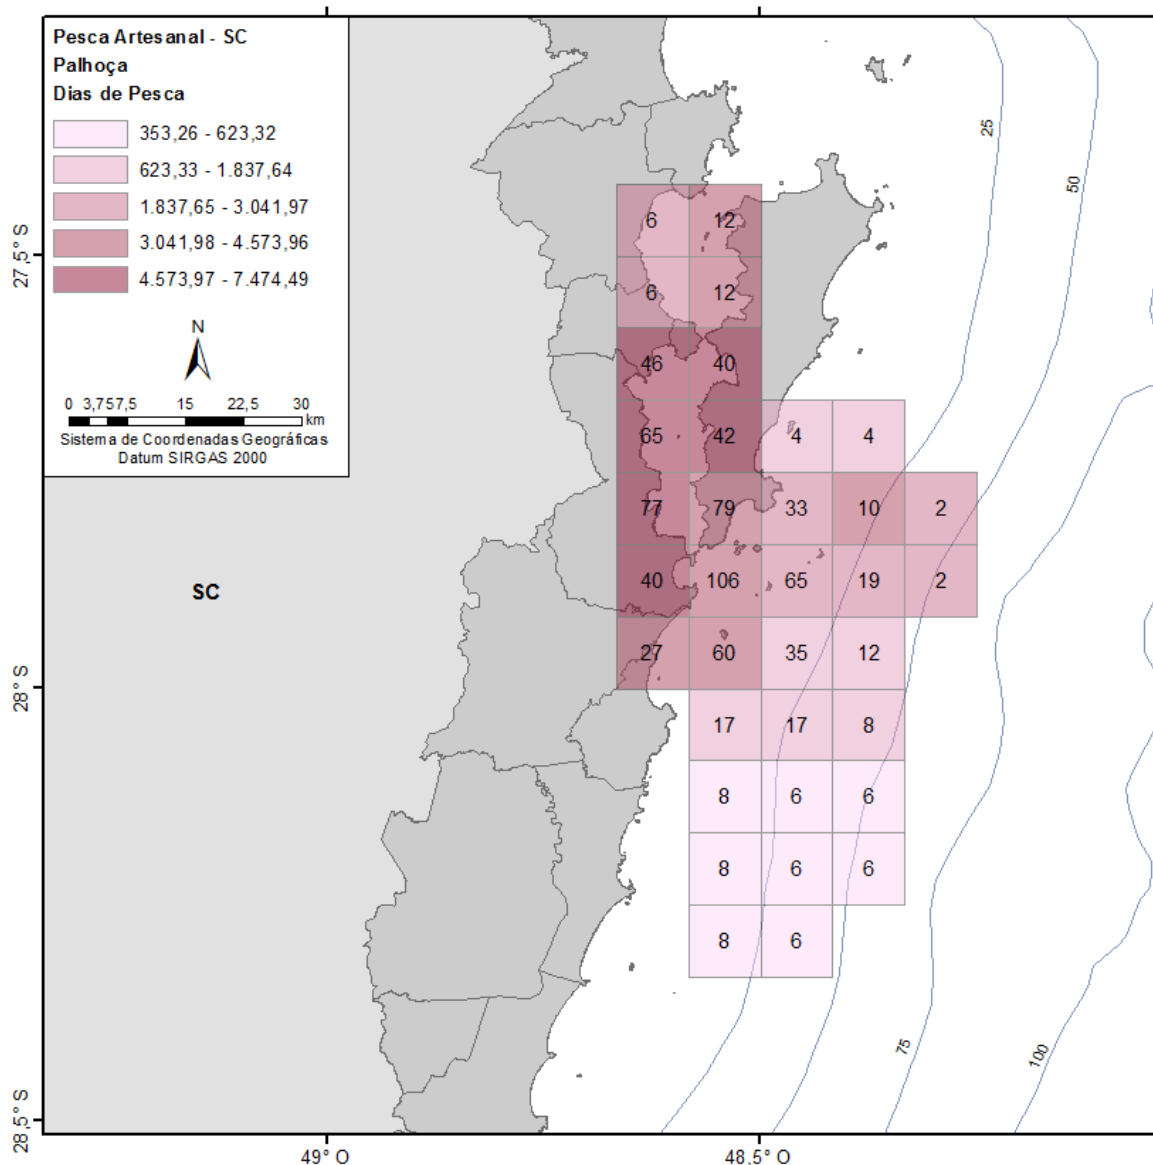 Pesca Artesanal - SC
Palhoça
Dias de Pesca
353,26 - 623,32
623,33 - 1.837,64
1.837,65 - 3.041,97
3.041,98 - 4.573,96
4.573,97 - 7.474,49
N
0 3,757,5 15 22,5 30
km
Sistema de Coordenadas Geográficas
Datum SIRGAS 2000
25
50
6 12
27,5° S
6 12
46 40
65 42 4 4
77 79 33 10 2
40 106 65 19 2
SC
27 60 35 12
28° S
17 17 8
8 6 6
8 6 6
8 6
75
100
28,5° S
49° O
48,5° O